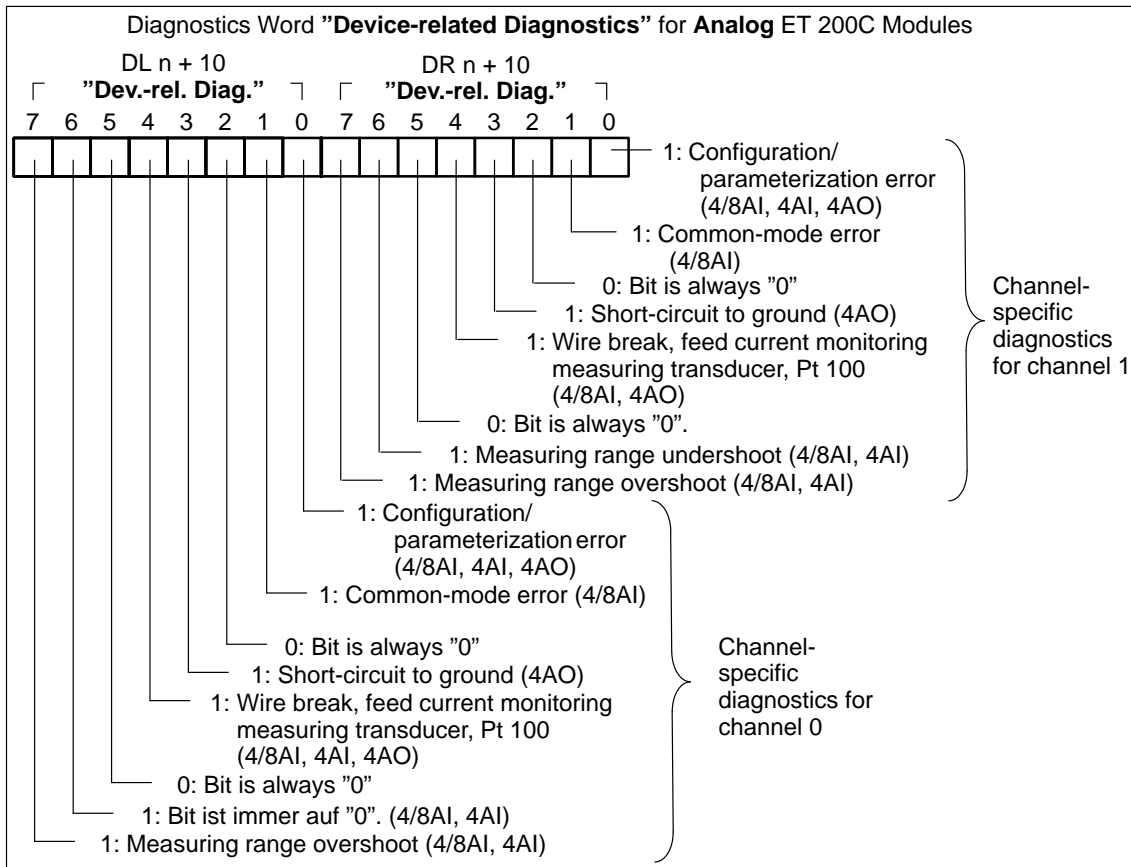 Diagnostics Word ”Device-related Diagnostics” for Analog ET 200C Modules
DL n + 10
”Dev.-rel. Diag.”
DR n + 10
”Dev.-rel. Diag.”
7 6 5 4 3 2 1 0 7 6 5 4 3 2 1 0
1: Configuration/
parameterization error
(4/8AI, 4AI, 4AO)
1: Common-mode error
(4/8AI)
0: Bit is always ”0”
1: Short-circuit to ground (4AO)
1: Wire break, feed current monitoring
measuring transducer, Pt 100
(4/8AI, 4AO)
0: Bit is always ”0”.
1: Measuring range undershoot (4/8AI, 4AI)
1: Measuring range overshoot (4/8AI, 4AI)
Channel-
specific
diagnostics
for channel 1
1: Configuration/
parameterization error
(4/8AI, 4AI, 4AO)
1: Common-mode error (4/8AI)
0: Bit is always ”0”
1: Short-circuit to ground (4AO)
1: Wire break, feed current monitoring
measuring transducer, Pt 100
(4/8AI, 4AI, 4AO)
0: Bit is always ”0”
1: Bit ist immer auf ”0”. (4/8AI, 4AI)
1: Measuring range overshoot (4/8AI, 4AI)
Channel-
specific
diagnostics for
channel 0